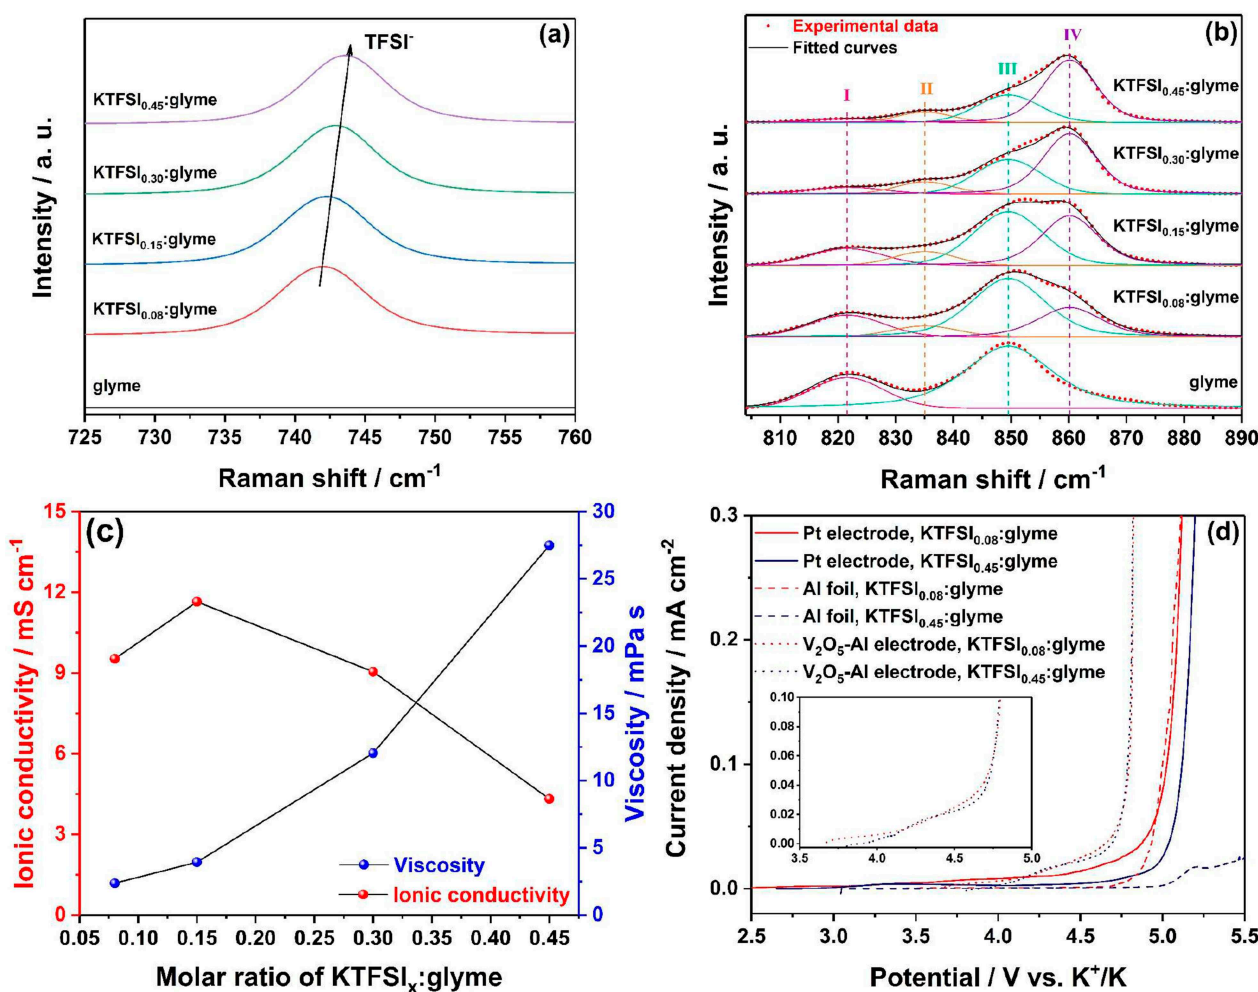 (a)
TFSI⁻
KTFSI₀.₄₅:glyme
KTFSI₀.₃₀:glyme
KTFSI₀.₁₅:glyme
KTFSI₀.₀₈:glyme
glyme
Intensity / a. u.
725 730 735 740 745 750 755 760
Raman shift / cm⁻¹
(b)
Experimental data
Fitted curves
I
II
III
IV
KTFSI₀.₄₅:glyme
KTFSI₀.₃₀:glyme
KTFSI₀.₁₅:glyme
KTFSI₀.₀₈:glyme
glyme
Intensity / a. u.
810 820 830 840 850 860 870 880 890
Raman shift / cm⁻¹
(c)
Ionic conductivity / mS cm⁻¹
15
12
9
6
3
0
Viscosity / mPa s
30
25
20
15
10
5
0
Viscosity
Ionic conductivity
0.05 0.10 0.15 0.20 0.25 0.30 0.35 0.40 0.45
Molar ratio of KTFSIₓ:glyme
(d)
Pt electrode, KTFSI₀.₀₈:glyme
Pt electrode, KTFSI₀.₄₅:glyme
Al foil, KTFSI₀.₀₈:glyme
Al foil, KTFSI₀.₄₅:glyme
V₂O₅-Al electrode, KTFSI₀.₀₈:glyme
V₂O₅-Al electrode, KTFSI₀.₄₅:glyme
Current density / mA cm⁻²
0.3
0.2
0.1
0.0
0.10
0.08
0.06
0.04
0.02
0.00
3.5 4.0 4.5 5.0
2.5 3.0 3.5 4.0 4.5 5.0 5.5
Potential / V vs. K⁺/K